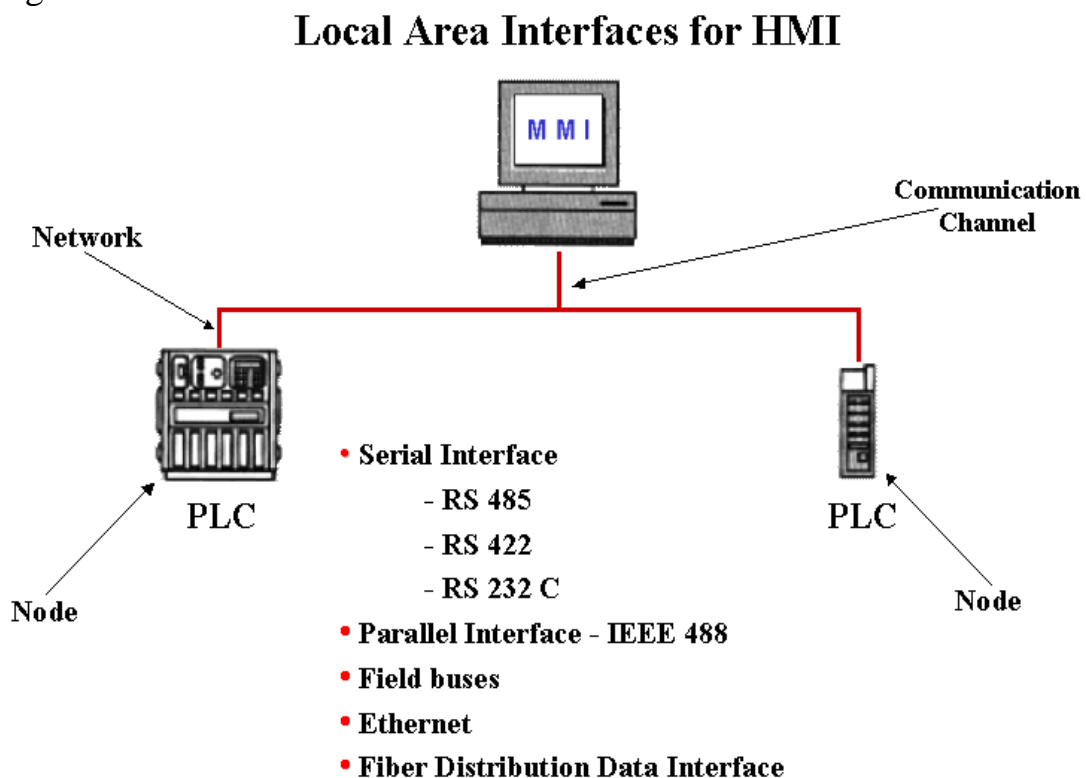 Local Area Interfaces for HMI
M M I
Communication
Channel
Network
PLC
PLC
Node
Node
• Serial Interface
- RS 485
- RS 422
- RS 232 C
• Parallel Interface - IEEE 488
• Field buses
• Ethernet
• Fiber Distribution Data Interface